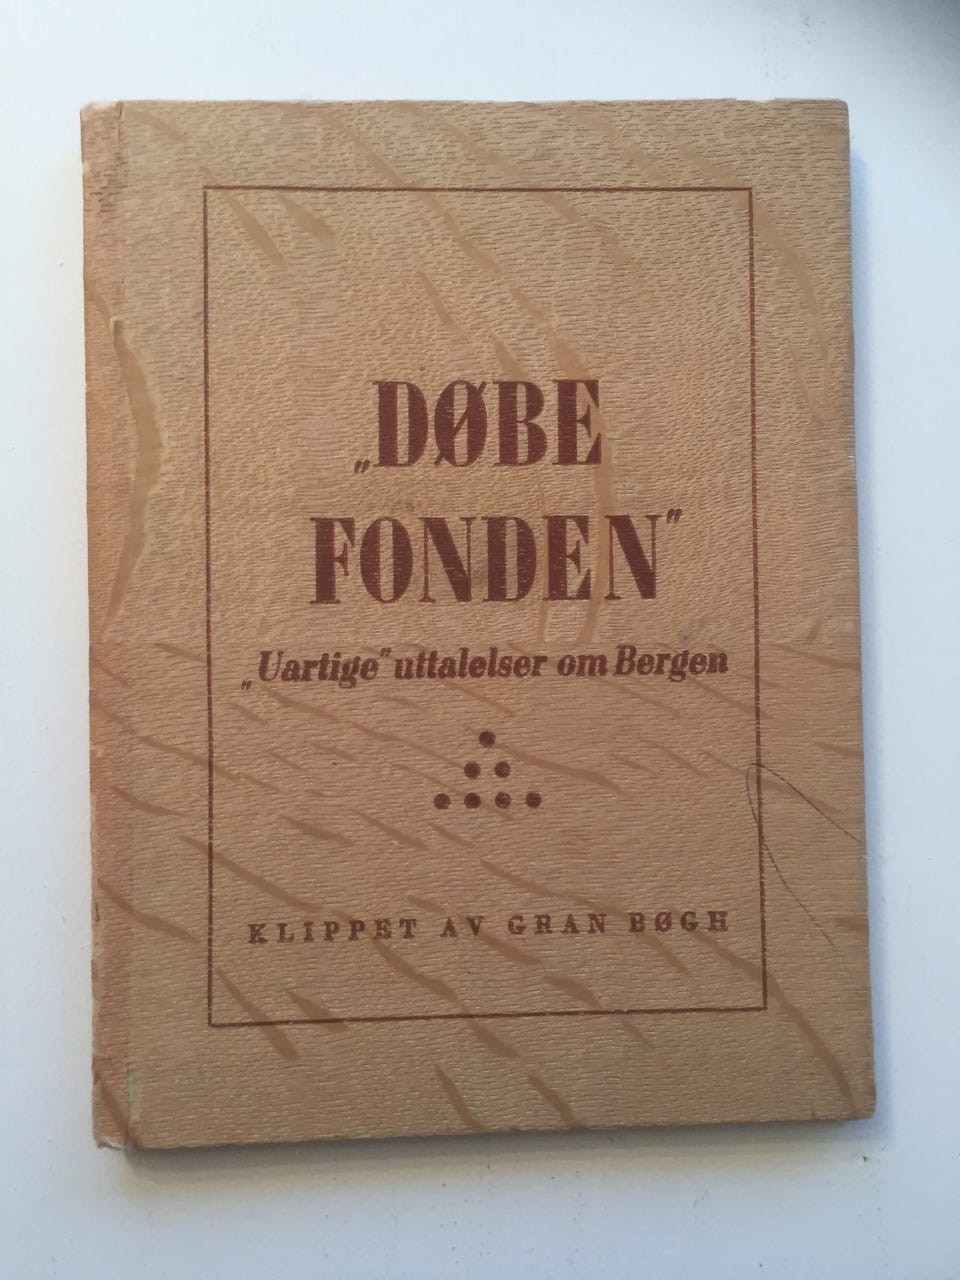 „DØBE
FONDEN"
„Uartige" uttalelser om Bergen
KLIPPET AV GRAN BØGH